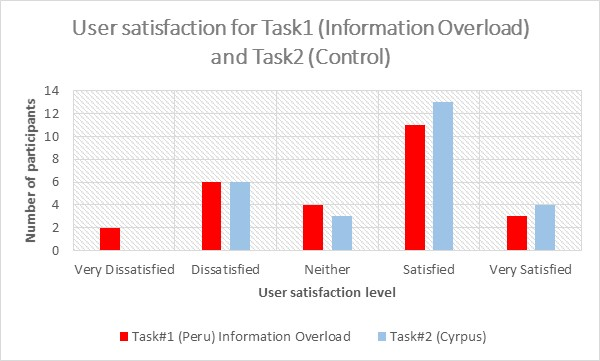 User satisfaction for Task1 (Information Overload)
and Task2 (Control)
Number of participants
14
12
10
8
6
4
2
0
Very Dissatisfied
Dissatisfied
Neither
Satisfied
Very Satisfied
User satisfaction level
Task#1 (Peru) Information Overload
Task#2 (Cyrpus)